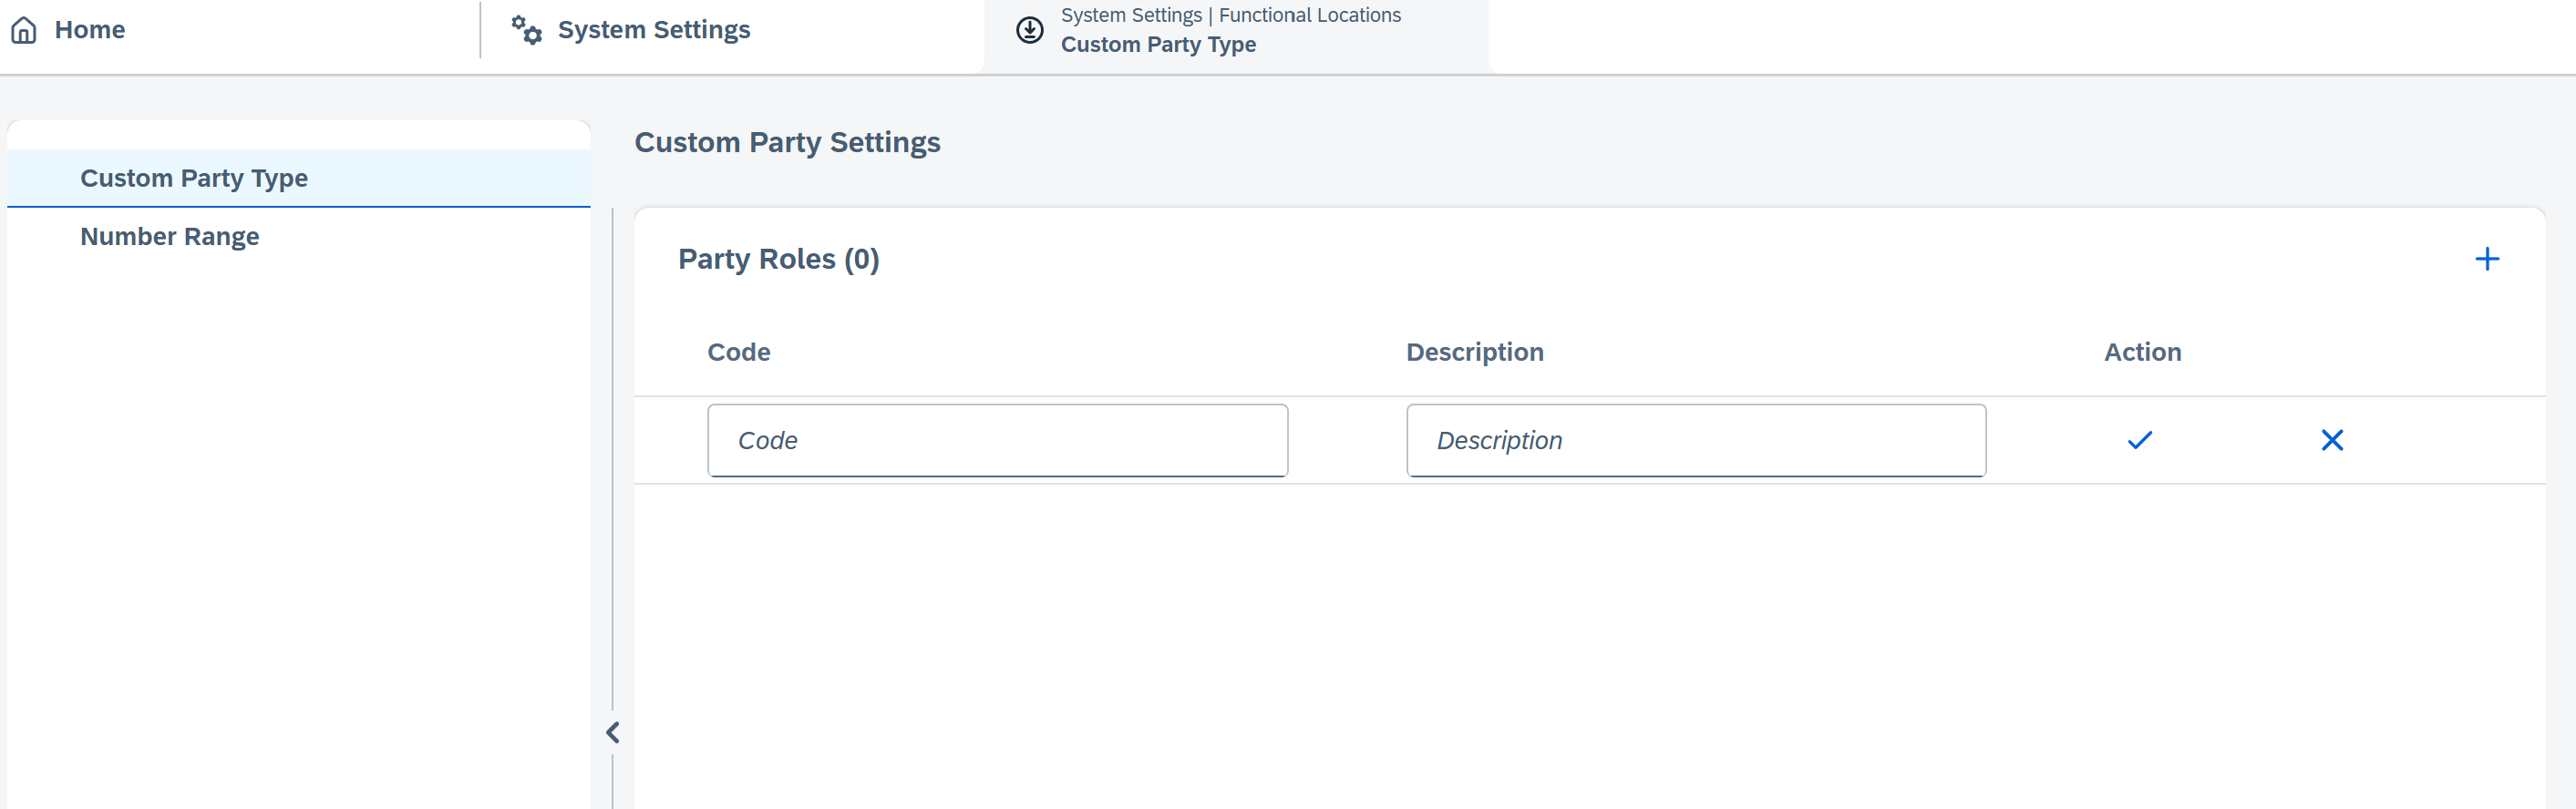 Home
System Settings
System Settings | Functional Locations
Custom Party Type
Custom Party Type
Number Range
Custom Party Settings
Party Roles (0)
Code Description Action
Code Description